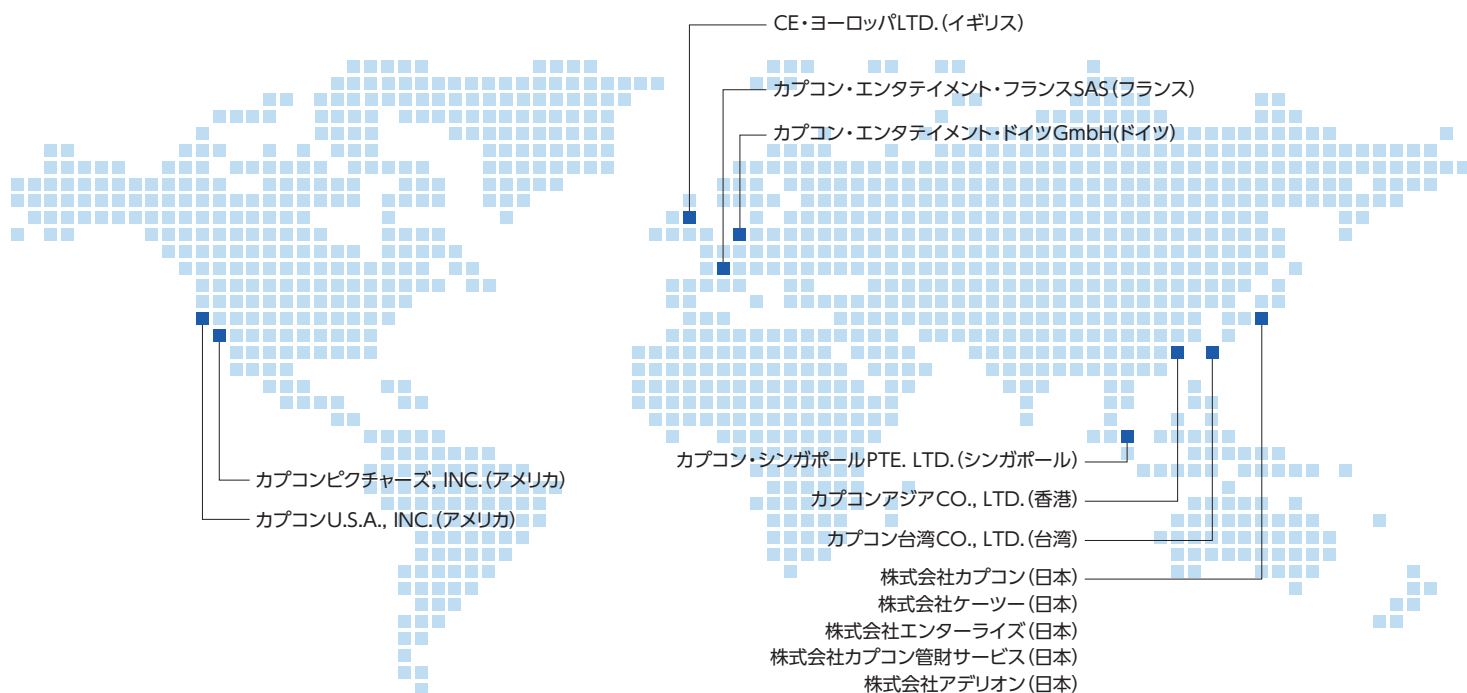 CE・ヨーロッパLTD.(イギリス)
カプコン・エンタテイメント・フランスSAS(フランス)
カプコン・エンタテイメント・ドイツGmbH(ドイツ)
カプコンピクチャーズ, INC.(アメリカ)
カプコンU.S.A., INC.(アメリカ)
カプコン・シンガポールPTE. LTD.(シンガポール)
カプコンアジアCO., LTD.(香港)
カプコン台湾CO., LTD.(台湾)
株式会社カプコン(日本)
株式会社ケーツー(日本)
株式会社エンターライズ(日本)
株式会社カプコン管財サービス(日本)
株式会社アデリオン(日本)